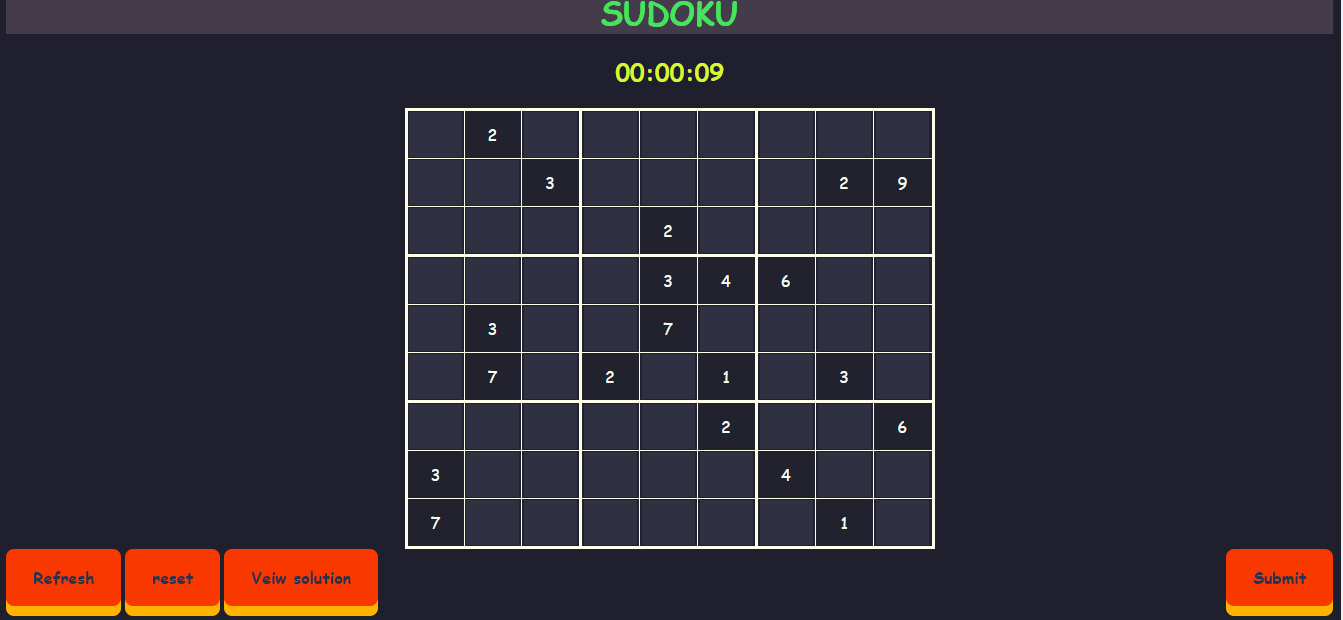 SUDOKU
00:00:09
2
3 2 9
2
3 4 6
3 7
7 2 1 3
2 6
3 4
7 1
Refresh reset Veiw solution Submit